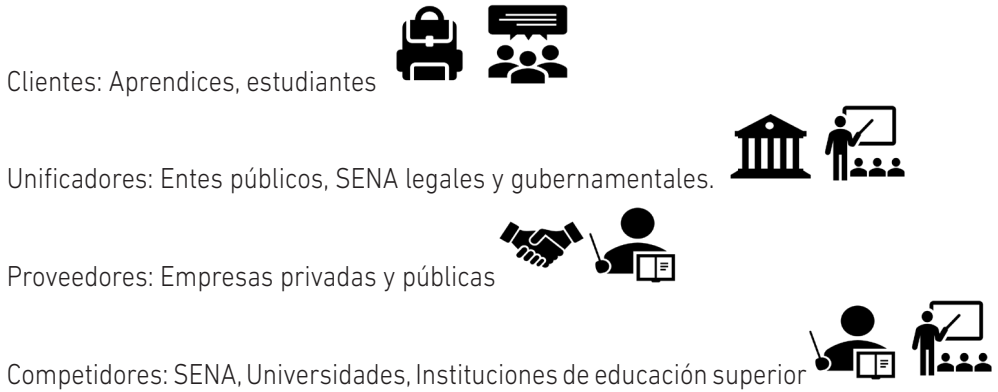 Clientes: Aprendices, estudiantes
Unificadores: Entes públicos, SENA legales y gubernamentales.
Proveedores: Empresas privadas y públicas
Competidores: SENA, Universidades, Instituciones de educación superior